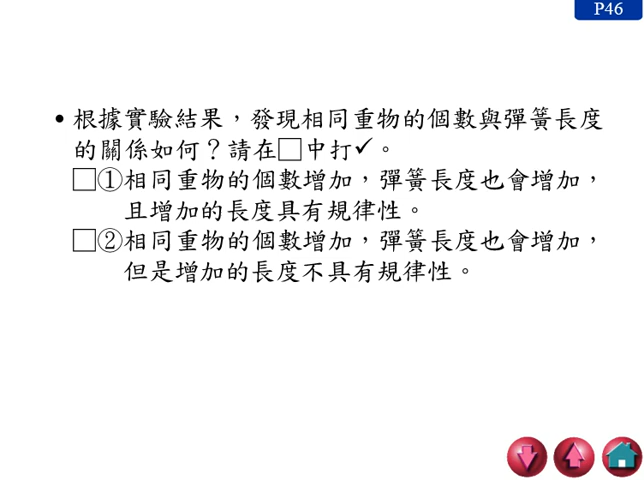 P46
•根據實驗結果，發現相同重物的個數與彈簧長度
的關係如何？請在□中打✓。
□①相同重物的個數增加，彈簧長度也會增加，
且增加的長度具有規律性。
□②相同重物的個數增加，彈簧長度也會增加，
但是增加的長度不具有規律性。